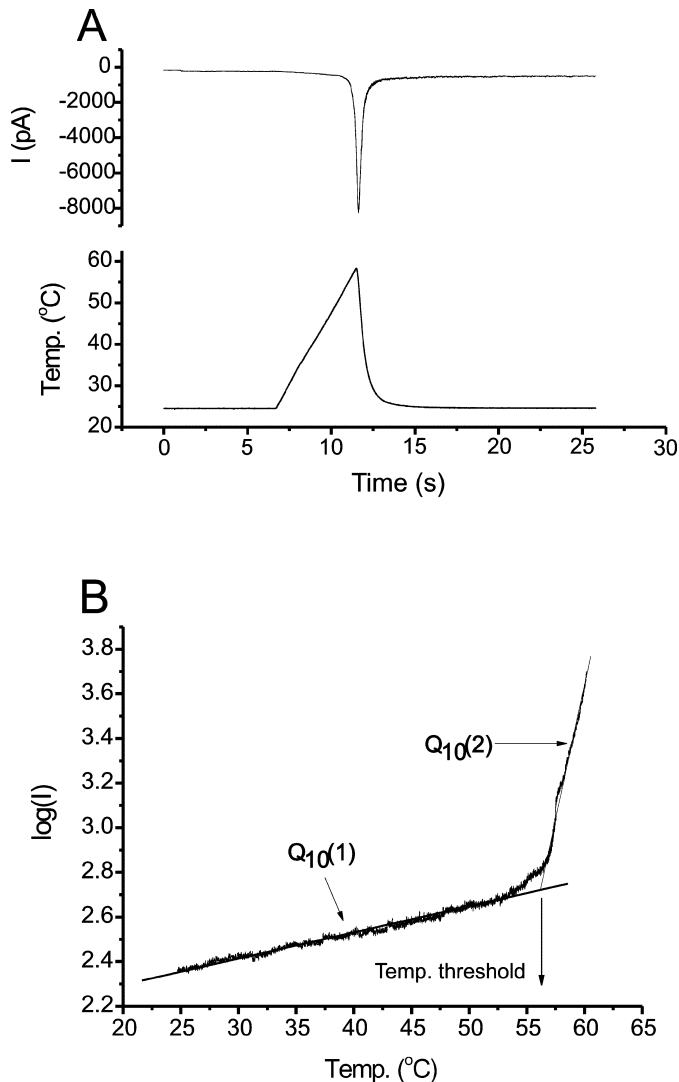 A
0
-2000
-4000
-6000
-8000
I (pA)
60
50
40
30
20
Temp. (°C)
0 5 10 15 20 25 30
Time (s)
B
3.8
3.6
3.4
3.2
3.0
2.8
2.6
2.4
2.2
log(I)
Q10(2)
Q10(1)
Temp. threshold
20 25 30 35 40 45 50 55 60 65
Temp. (°C)